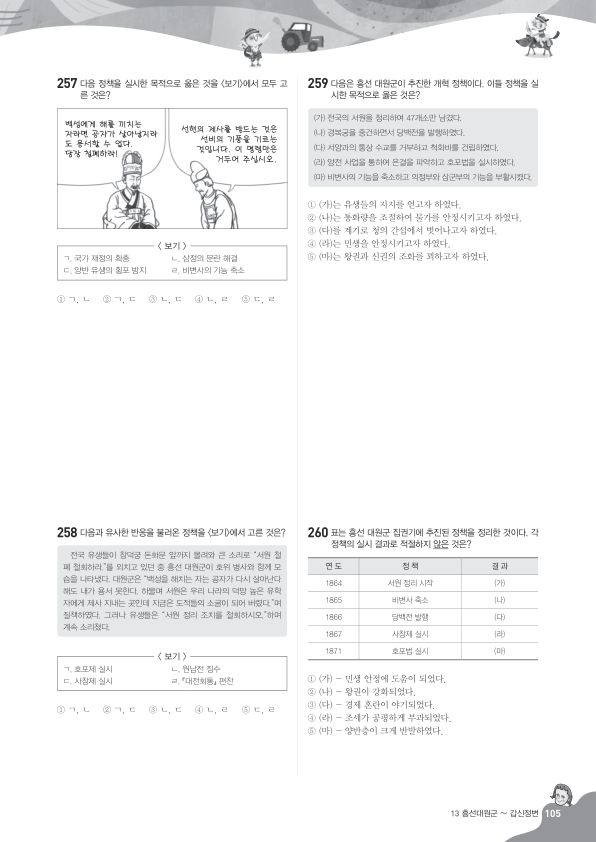 257 다음 정책을 실시한 목적으로 옳은 것을 <보기>에서 모두 고
른 것은?
백성에게 해를 끼치는
자라면 공자가 살아날지라
도 용서할 수 없다.
당장 철폐하라!
선현의 제사를 받드는 것은
선비의 기풍을 기르는
것입니다. 이 명령만은
거두어 주십시오.
< 보기 >
ㄱ. 국가 재정의 확충 ㄴ. 삼정의 문란 해결
ㄷ. 양반 유생의 횡포 방지 ㄹ. 비변사의 기능 축소
① ㄱ, ㄴ ② ㄱ, ㄷ ③ ㄴ, ㄷ ④ ㄴ, ㄹ ⑤ ㄷ, ㄹ
258 다음과 유사한 반응을 불러온 정책을 <보기>에서 고른 것은?
전국 유생들이 창덕궁 돈화문 앞까지 몰려와 큰 소리로 “서원 철
폐 철회하라.”를 외치고 있던 중 흥선 대원군이 호위 병사와 함께 모
습을 나타냈다. 대원군은 “백성을 해치는 자는 공자가 다시 살아난다
해도 내가 용서 못한다. 하물며 서원은 우리 나라의 덕망 높은 유학
자에게 제사 지내는 곳인데 지금은 도적들의 소굴이 되어 버렸다.”며
질책하였다. 그러나 유생들은 “서원 정리 조치를 철회하시오.”하며
계속 소리쳤다.
< 보기 >
ㄱ. 호포제 실시 ㄴ. 원납전 징수
ㄷ. 사창제 실시 ㄹ. 『대전회통』 편찬
① ㄱ, ㄴ ② ㄱ, ㄷ ③ ㄴ, ㄷ ④ ㄴ, ㄹ ⑤ ㄷ, ㄹ
259 다음은 흥선 대원군이 추진한 개혁 정책이다. 이들 정책을 실
시한 목적으로 옳은 것은?
(가) 전국의 서원을 정리하여 47개소만 남겼다.
(나) 경복궁을 중건하면서 당백전을 발행하였다.
(다) 서양과의 통상 수교를 거부하고 척화비를 건립하였다.
(라) 양전 사업을 통하여 은결을 파악하고 호포법을 실시하였다.
(마) 비변사의 기능을 축소하고 의정부와 삼군부의 기능을 부활시켰다.
① (가)는 유생들의 지지를 얻고자 하였다.
② (나)는 통화량을 조절하여 물가를 안정시키고자 하였다.
③ (다)를 계기로 청의 간섭에서 벗어나고자 하였다.
④ (라)는 민생을 안정시키고자 하였다.
⑤ (마)는 왕권과 신권의 조화를 꾀하고자 하였다.
260 표는 흥선 대원군 집권기에 추진된 정책을 정리한 것이다. 각
정책의 실시 결과로 적절하지 않은 것은?
연 도 정 책 결 과
1864 서원 정리 시작 (가)
1865 비변사 축소 (나)
1866 당백전 발행 (다)
1867 사창제 실시 (라)
1871 호포법 실시 (마)
① (가) - 민생 안정에 도움이 되었다.
② (나) - 왕권이 강화되었다.
③ (다) - 경제 혼란이 야기되었다.
④ (라) - 조세가 공평하게 부과되었다.
⑤ (마) - 양반층이 크게 반발하였다.
13 흥선대원군 ~ 갑신정변 105